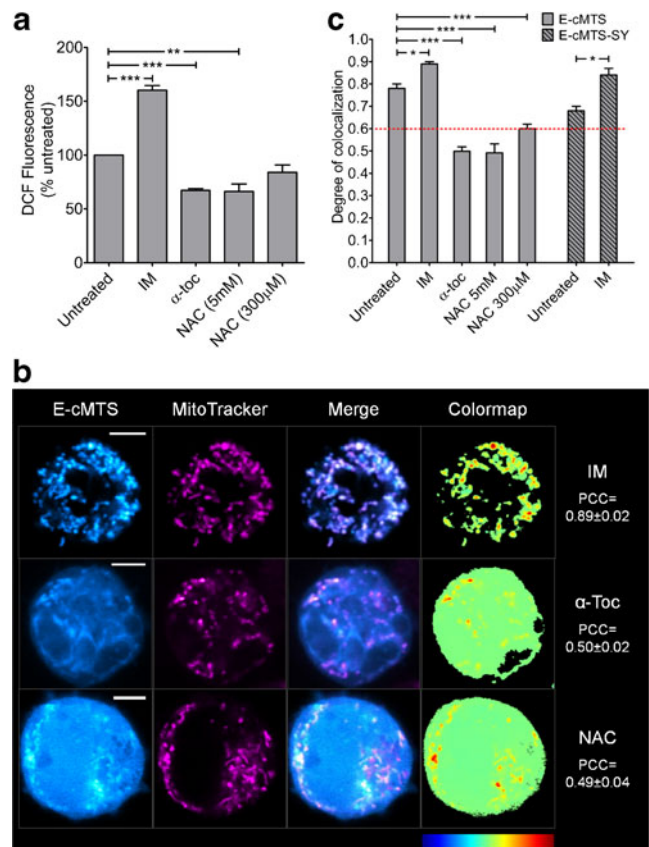 a
DCF Fluorescence
(% untreated)
200
150
100
50
0
**
***
***
Untreated
IM
α-toc
NAC (5mM)
NAC (300µM)
c
E-cMTS
E-cMTS-SY
Degree of colocalization
1.0
0.9
0.8
0.7
0.6
0.5
0.4
0.3
0.2
0.1
0.0
***
***
***
*
*
Untreated
IM
α-toc
NAC 5mM
NAC 300µM
Untreated
IM
b
E-cMTS
MitoTracker
Merge
Colormap
IM
PCC=
0.89±0.02
α-Toc
PCC=
0.50±0.02
NAC
PCC=
0.49±0.04